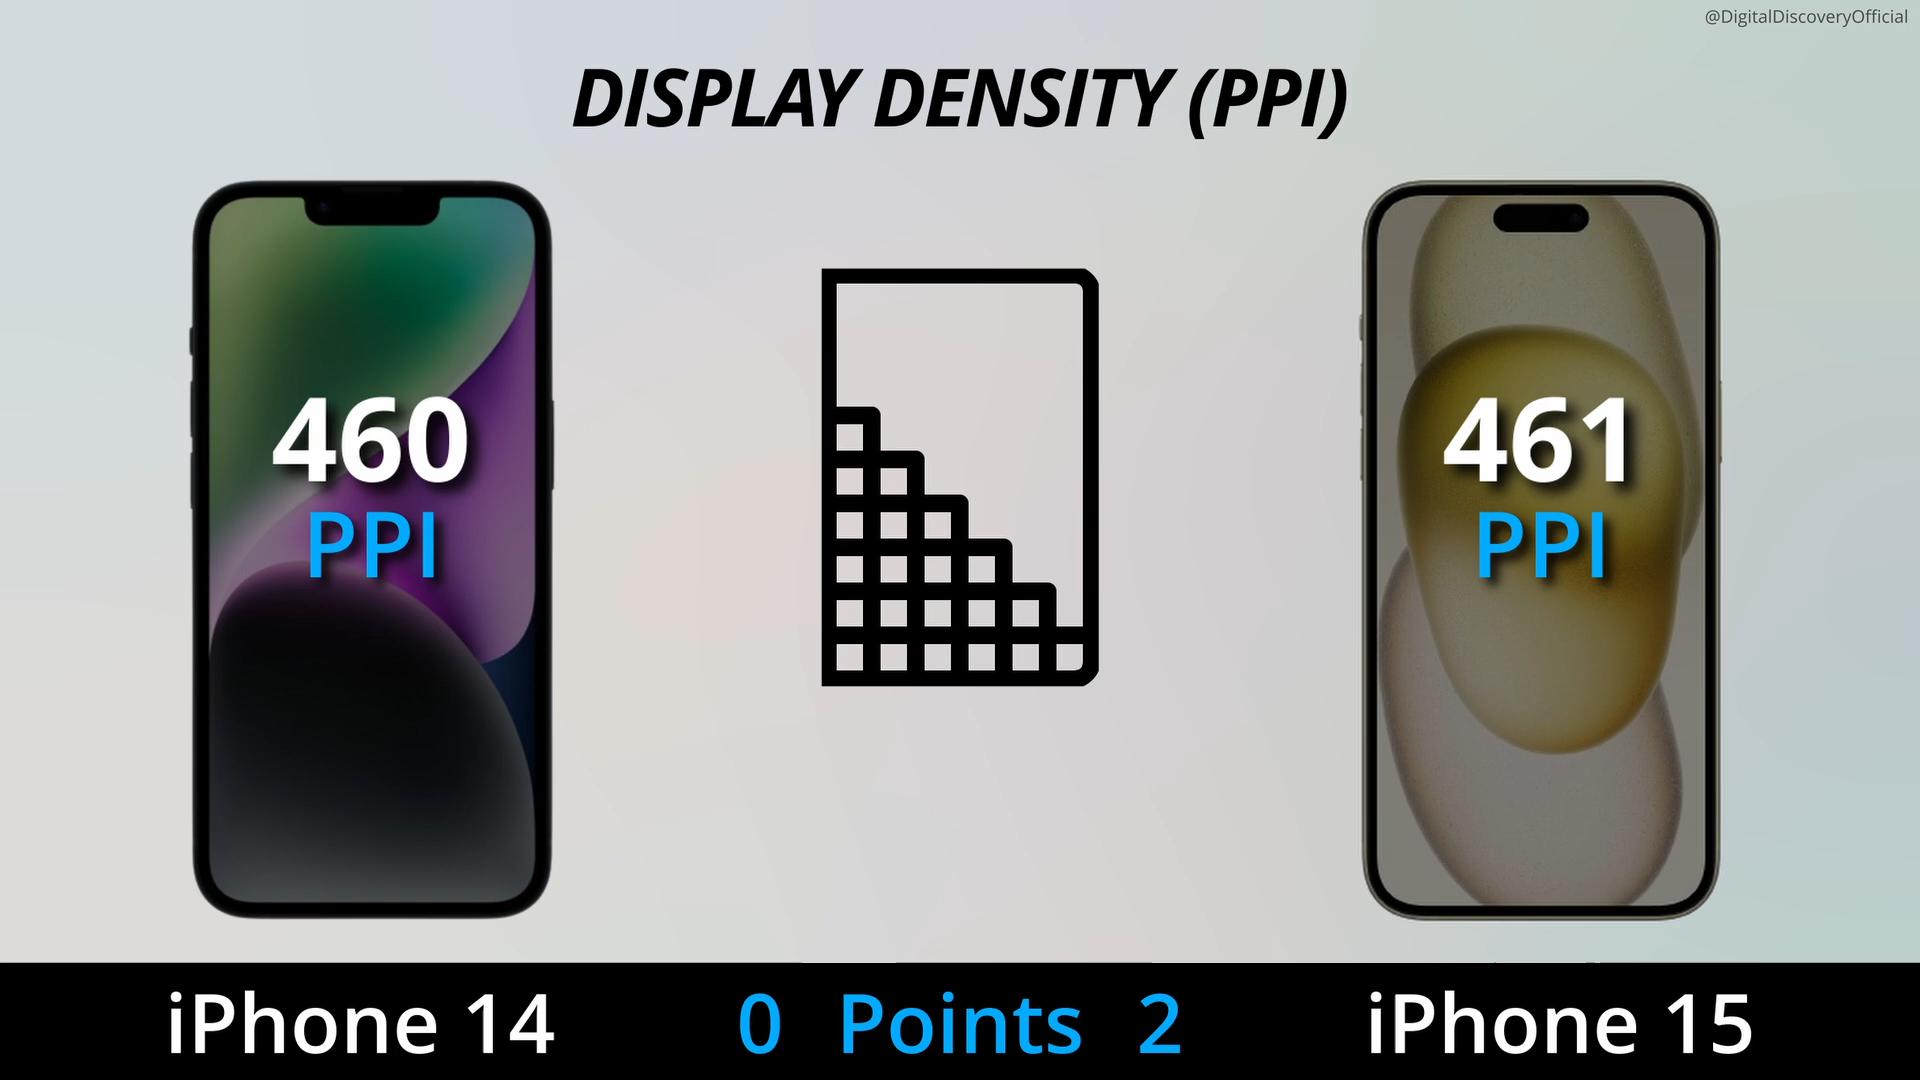 @DigitalDiscoveryOfficial
DISPLAY DENSITY (PPI)
460
PPI
461
PPI
iPhone 14 0 Points 2 iPhone 15